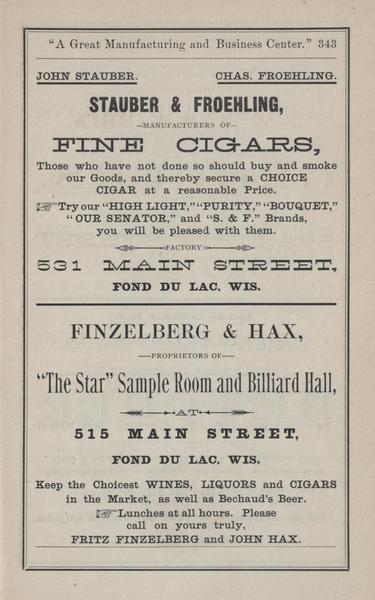 "A Great Manufacturing and Business Center." 343
JOHN STAUBER. CHAS. FROEHLING.
STAUBER & FROEHLING,
—MANUFACTURERS OF—
FINE CIGARS,
Those who have not done so should buy and smoke
our Goods, and thereby secure a CHOICE
CIGAR at a reasonable Price.
☞Try our "HIGH LIGHT," "PURITY," "BOUQUET,"
"OUR SENATOR," and "S. & F." Brands,
you will be pleased with them.
:FACTORY:
531 MAIN STREET,
FOND DU LAC, WIS.
FINZELBERG & HAX,
—PROPRIETORS OF—
"The Star" Sample Room and Billiard Hall,
AT
515 MAIN STREET,
FOND DU LAC, WIS.
Keep the Choicest WINES, LIQUORS and CIGARS
in the Market, as well as Bechaud's Beer.
☞Lunches at all hours. Please
call on yours truly,
FRITZ FINZELBERG and JOHN HAX.